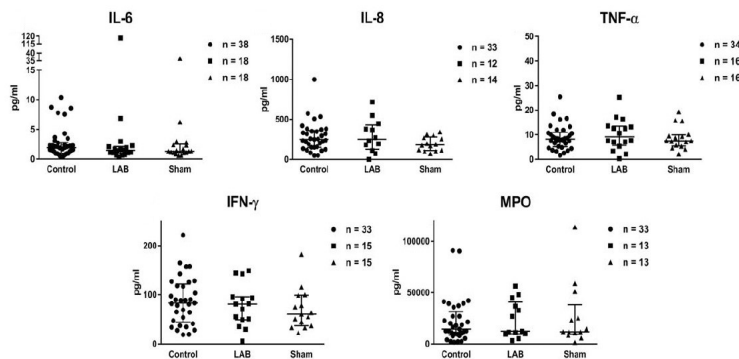 IL-6
120
115
40
35
15
10
5
0
pg/ml
Control
LAB
Sham
n = 38
n = 18
n = 18
IL-8
1500
1000
500
0
pg/ml
Control
LAB
Sham
n = 33
n = 12
n = 14
TNF-α
50
40
30
20
10
0
pg/ml
Control
LAB
Sham
n = 34
n = 16
n = 16
IFN-γ
200
100
0
pg/ml
Control
LAB
Sham
n = 33
n = 15
n = 15
MPO
100000
50000
0
pg/ml
Control
LAB
Sham
n = 33
n = 13
n = 13